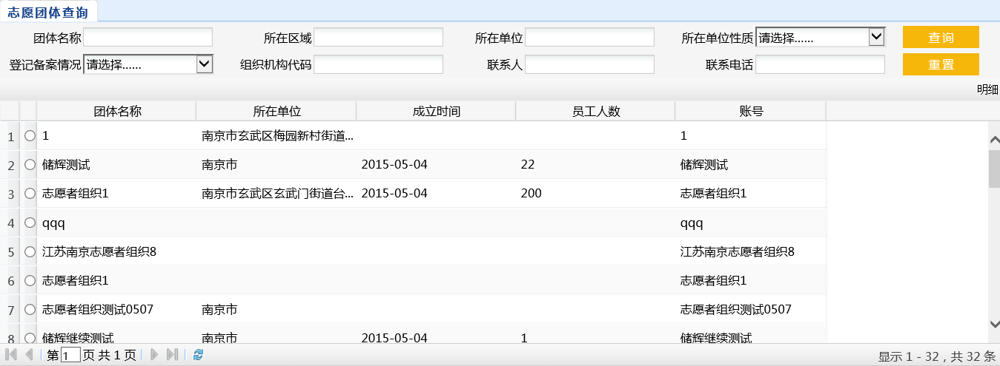 志愿团体查询
团体名称 所在区域 所在单位 所在单位性质 请选择...... 查询
登记备案情况 请选择...... 组织机构代码 联系人 联系电话 重置
明细
团体名称 所在单位 成立时间 员工人数 账号
1 1 南京市玄武区梅园新村街道... 1
2 储辉测试 南京市 2015-05-04 22 储辉测试
3 志愿者组织1 南京市玄武区玄武门街道台... 2015-05-04 200 志愿者组织1
4 qqq qqq
5 江苏南京志愿者组织8 江苏南京志愿者组织8
6 志愿者组织1 志愿者组织1
7 志愿者组织测试0507 南京市 志愿者组织测试0507
8 储辉继续测试 南京市 2015-05-04 1 储辉继续测试
第 1 页 共 1 页 显示 1 - 32，共 32 条